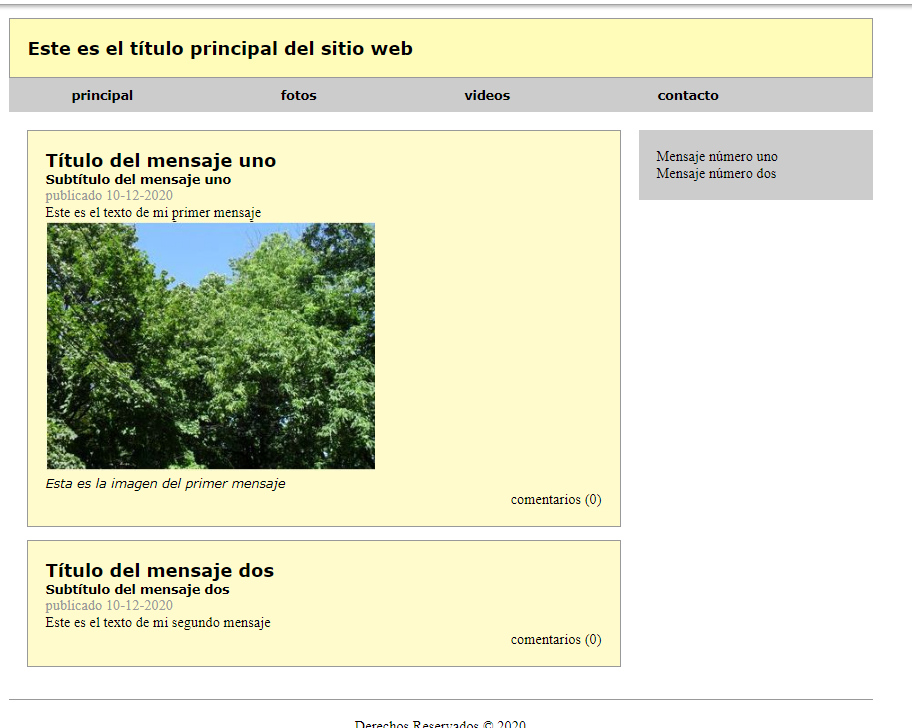 Este es el título principal del sitio web
principal fotos videos contacto
Título del mensaje uno
Subtítulo del mensaje uno
publicado 10-12-2020
Este es el texto de mi primer mensaje
Esta es la imagen del primer mensaje
comentarios (0)
Título del mensaje dos
Subtítulo del mensaje dos
publicado 10-12-2020
Este es el texto de mi segundo mensaje
comentarios (0)
Mensaje número uno
Mensaje número dos
Derechos Reservados © 2020